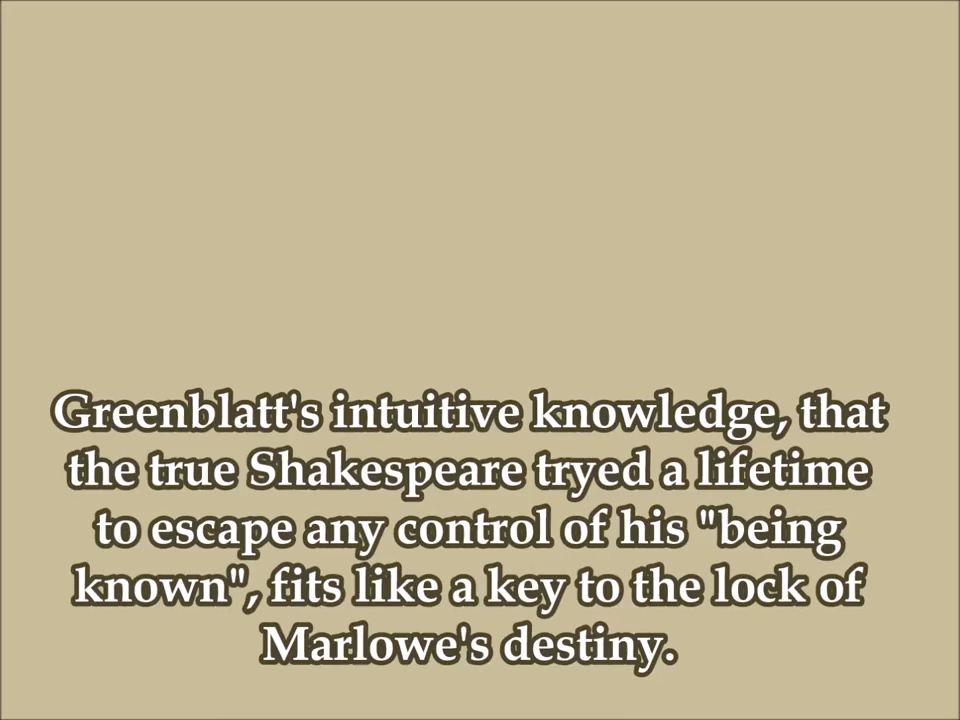 Greenblatt's intuitive knowledge, that
the true Shakespeare tryed a lifetime
to escape any control of his "being
known", fits like a key to the lock of
Marlowe's destiny.